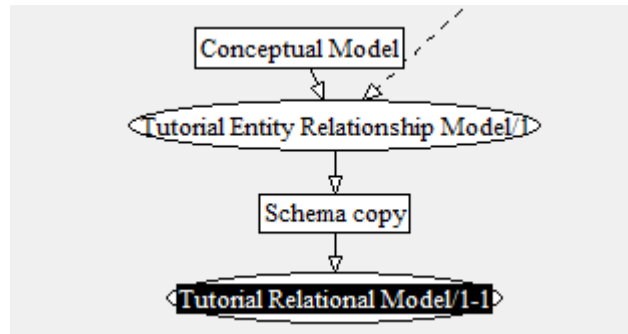 Conceptual Model
Tutorial Entity Relationship Model/1
Schema copy
Tutorial Relational Model/1-1